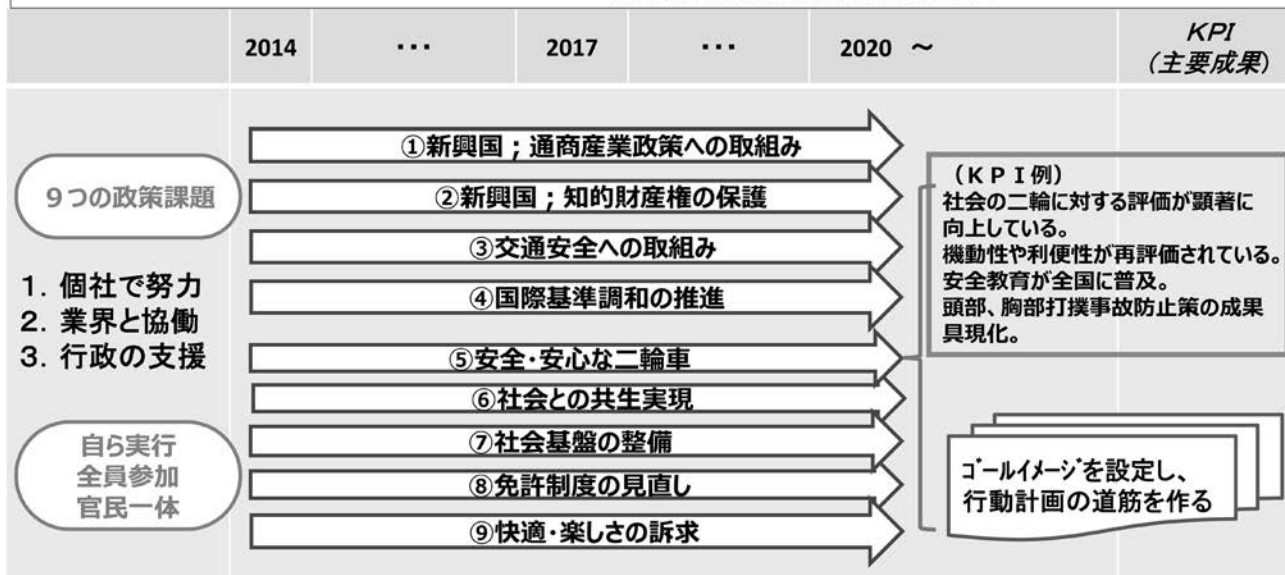 2014 ・・・ 2017 ・・・ 2020 ～ KPI
(主要成果)
９つの政策課題
1. 個社で努力
2. 業界と協働
3. 行政の支援
自ら実行
全員参加
官民一体
①新興国；通商産業政策への取組み
②新興国；知的財産権の保護
③交通安全への取組み
④国際基準調和の推進
⑤安全･安心な二輪車
⑥社会との共生実現
⑦社会基盤の整備
⑧免許制度の見直し
⑨快適･楽しさの訴求
（ＫＰＩ例）
社会の二輪に対する評価が顕著に
向上している。
機動性や利便性が再評価されている。
安全教育が全国に普及。
頭部、胸部打撲事故防止策の成果
具現化。
ｺﾞｰﾙｲﾒｰｼﾞを設定し、
行動計画の道筋を作る